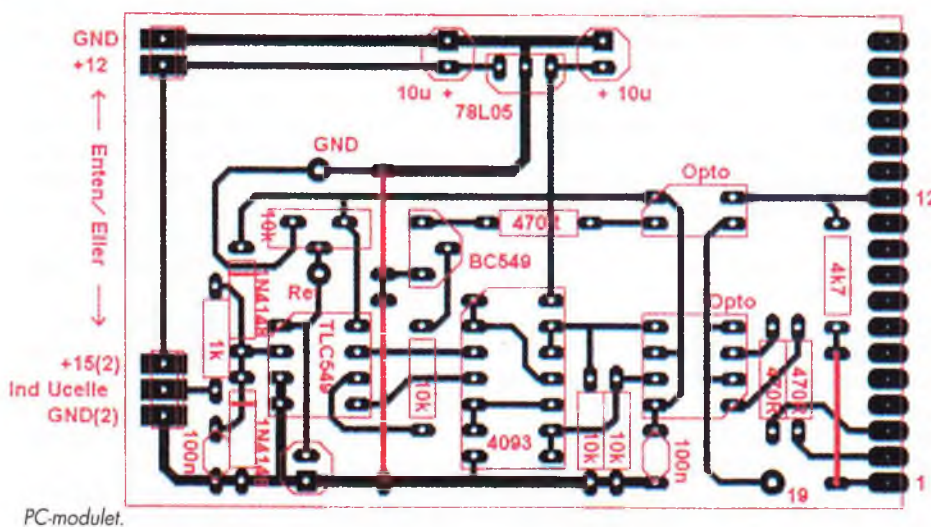 GND
+12
10u +
78L05
+ 10u
Enten/ Eller
GND
Opto
12
10k
470R
BC549
1N4148
Re
4k7
Opto
TLC549
1k
+15(2)
Ind Ucelle
GND(2)
10k
470R
470R
4093
10k
10k
100n
100n
1N4148
19
1
PC-modulet.